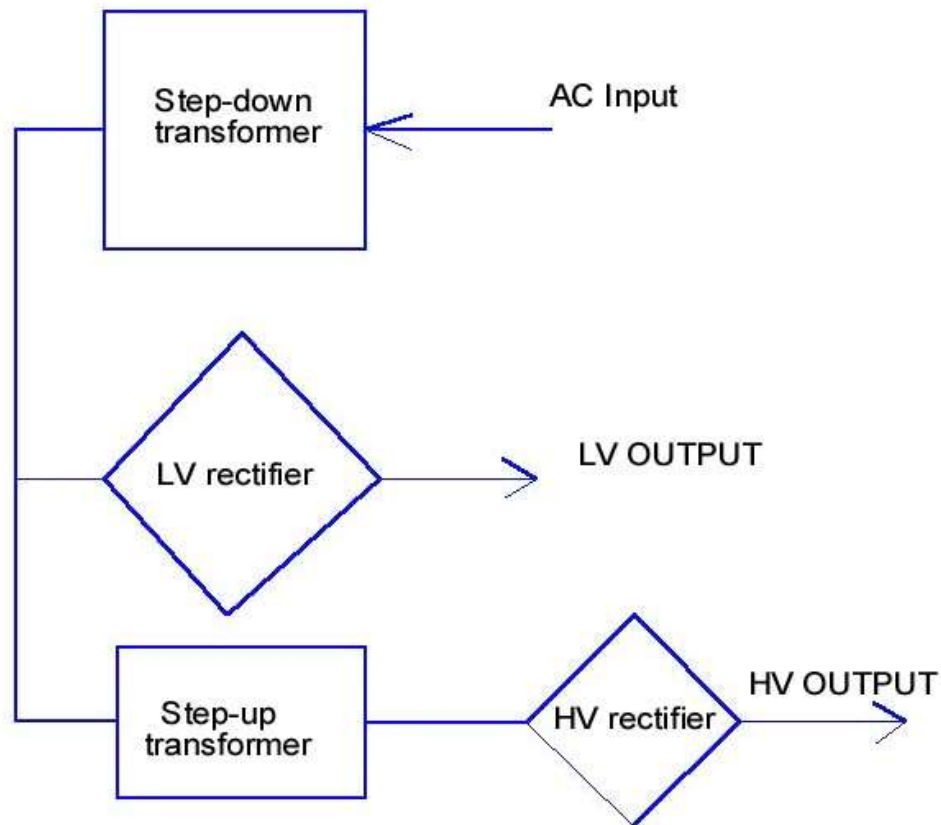 Step-down
transformer
AC Input
LV rectifier
LV OUTPUT
Step-up
transformer
HV rectifier
HV OUTPUT